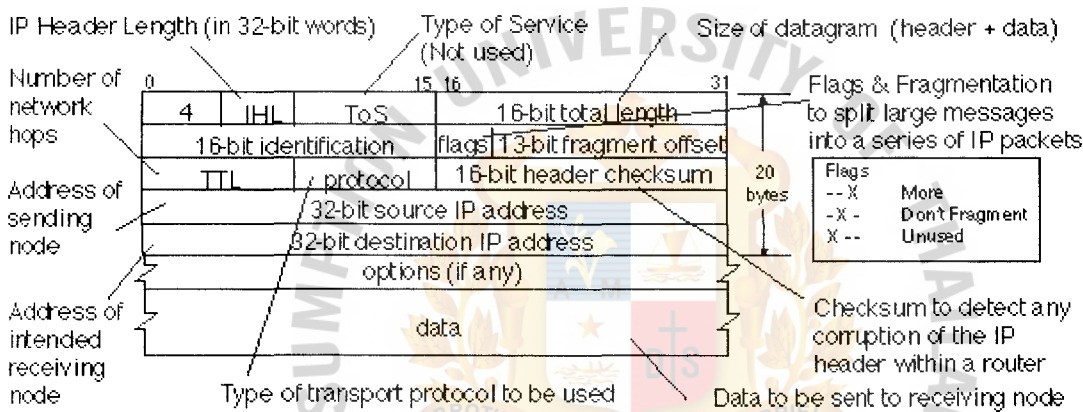 IP Header Length (in 32-bit words)
Type of Service
(Not used)
Size of datagram (header + data)
Number of
network
hops
0
15 16
31
Flags & Fragmentation
to split large messages
into a series of IP packets
4
IHL
ToS
16-bit total length
16-bit identification
flags
13-bit fragment offset
TTL
protocol
16-bit header checksum
20
bytes
Flags
--X More
-X- Don't Fragment
X-- Unused
Address of
sending
node
32-bit source IP address
32-bit destination IP address
options (if any)
data
Address of
intended
receiving
node
Checksum to detect any
corruption of the IP
header within a router
Type of transport protocol to be used
Data to be sent to receiving node
UNIVERSITY OF
A M
D S